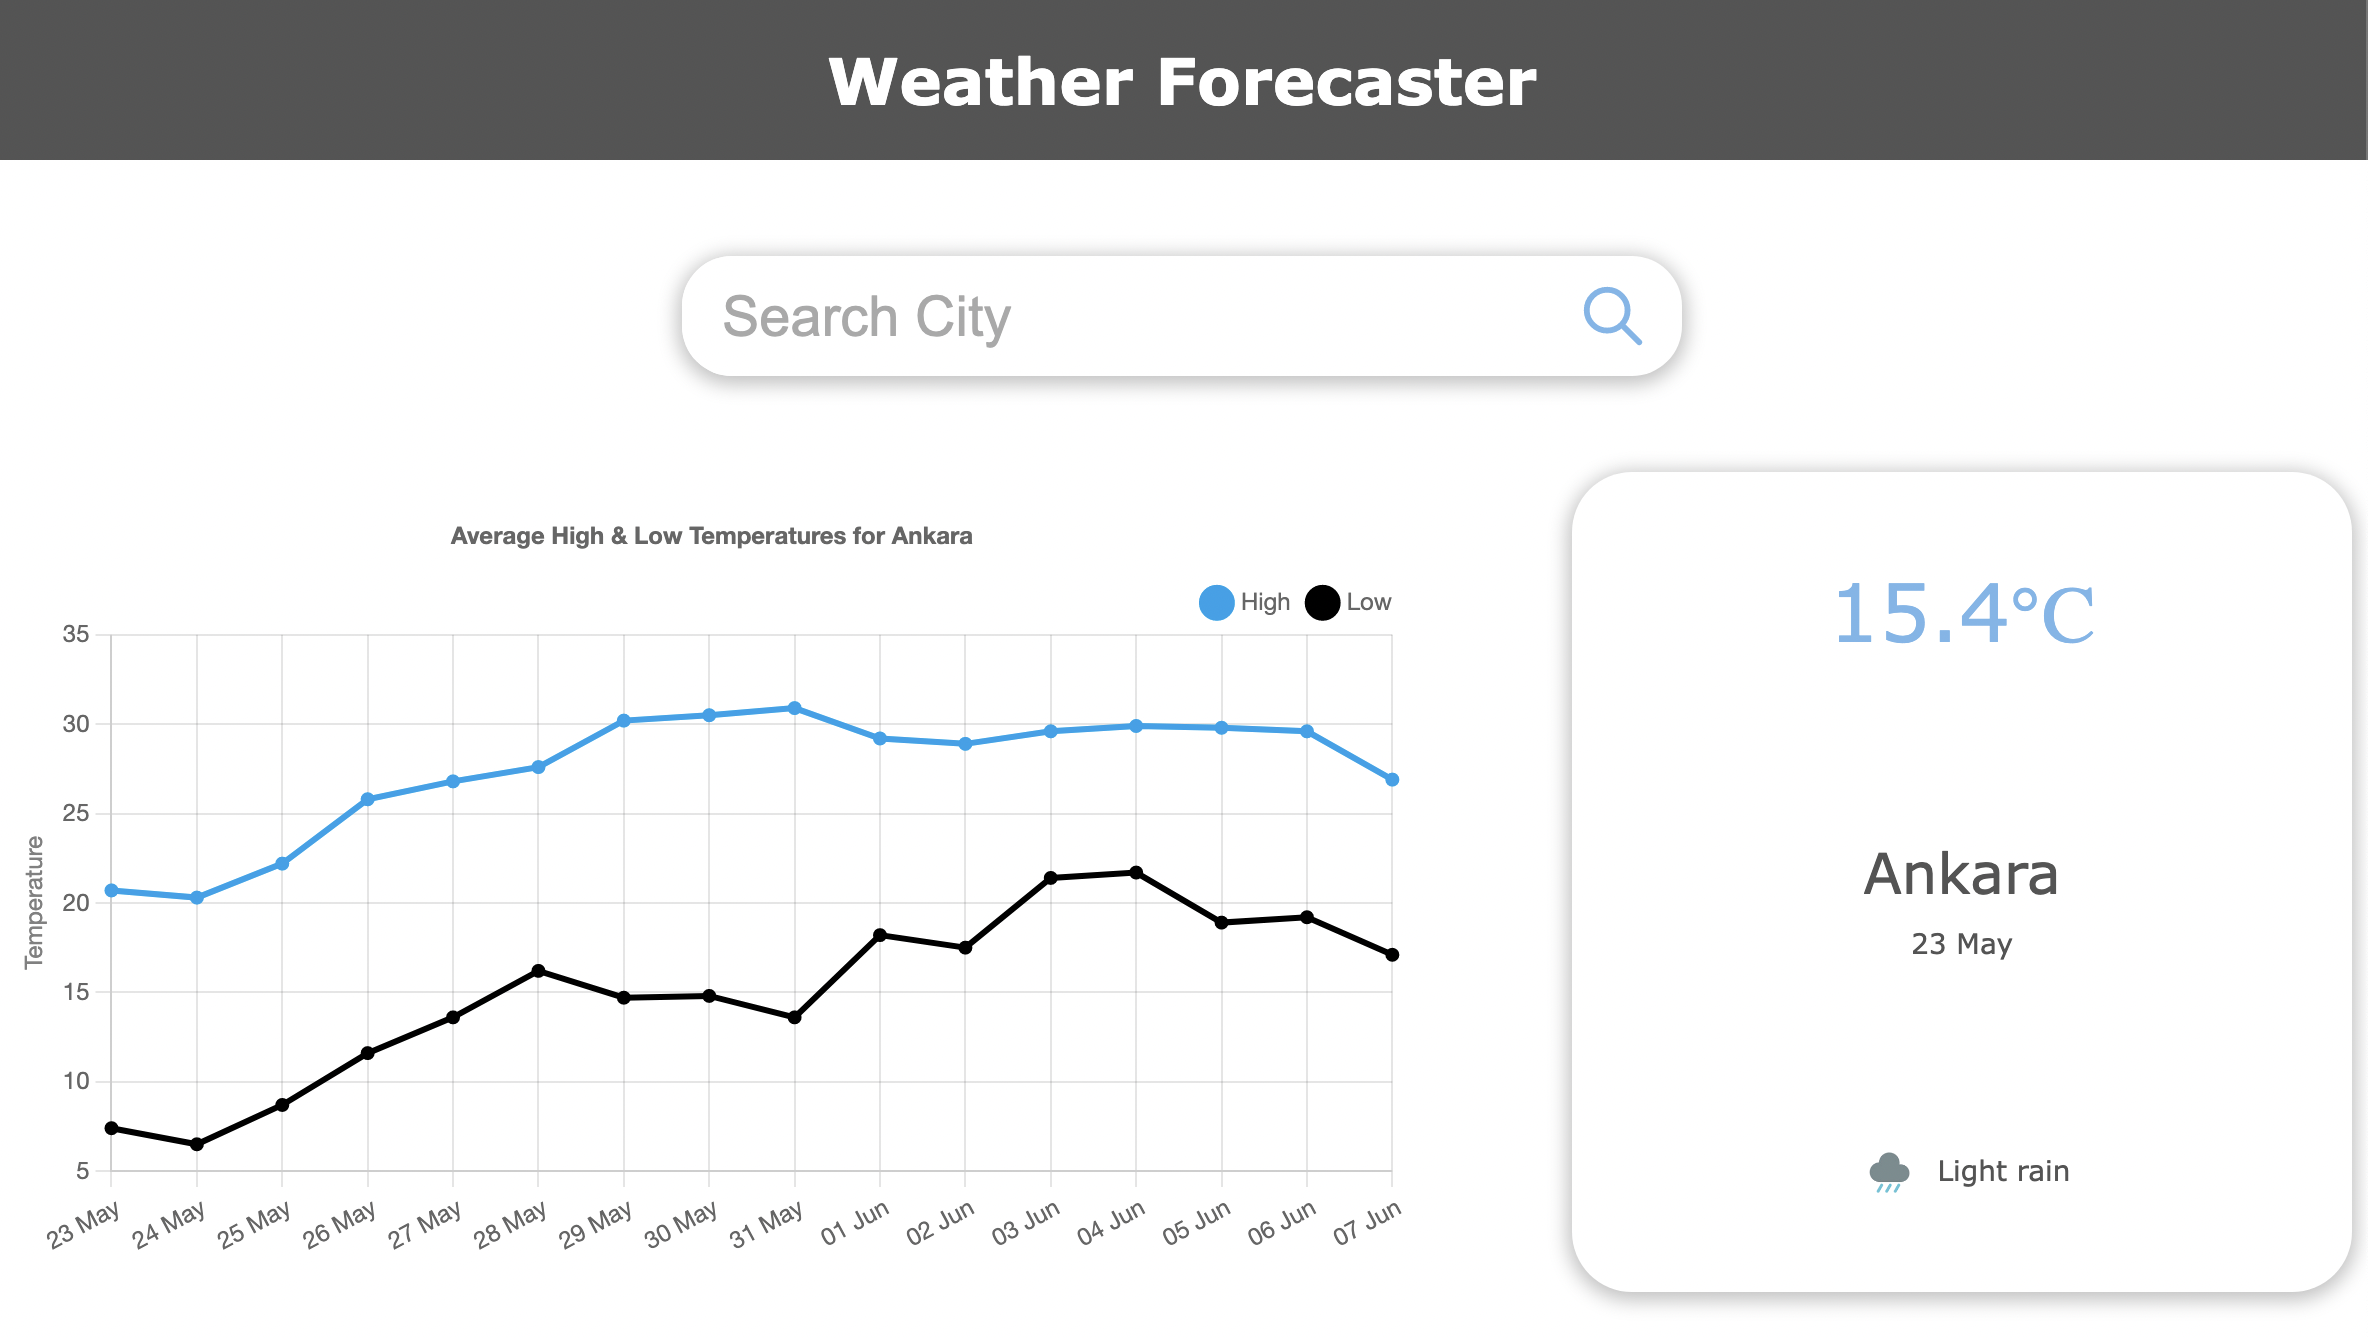 Weather Forecaster
Search City
Average High & Low Temperatures for Ankara
High Low
35
30
25
20
15
10
5
Temperature
23 May 24 May 25 May 26 May 27 May 28 May 29 May 30 May 31 May 01 Jun 02 Jun 03 Jun 04 Jun 05 Jun 06 Jun 07 Jun
15.4°C
Ankara
23 May
Light rain